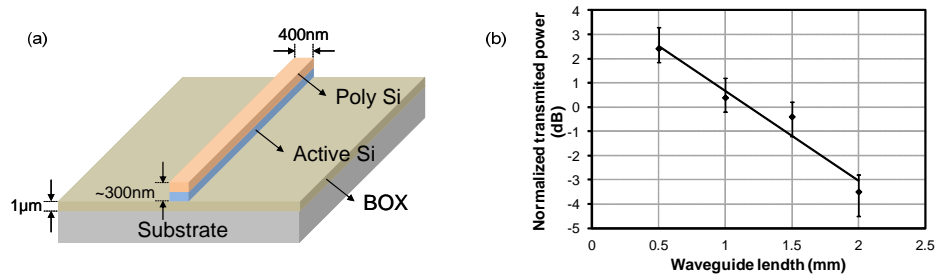 (a)
400nm
Poly Si
Active Si
~300nm
1µm
BOX
Substrate
(b)
Normalized transmited power
(dB)
4
3
2
1
0
-1
-2
-3
-4
-5
0
0.5
1
1.5
2
2.5
Waveguide lendth (mm)